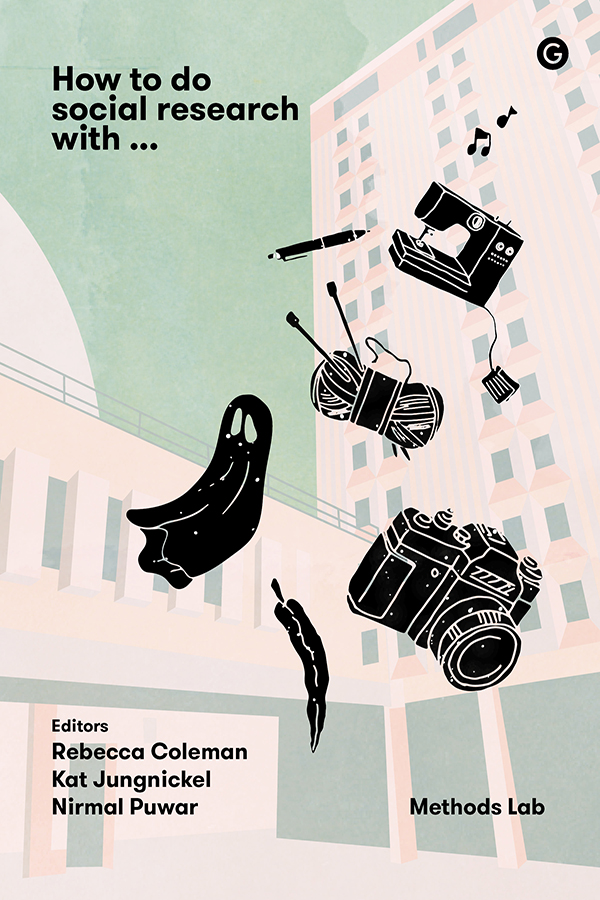 G
How to do
social research
with ...
Editors
Rebecca Coleman
Kat Jungnickel
Nirmal Puwar
Methods Lab